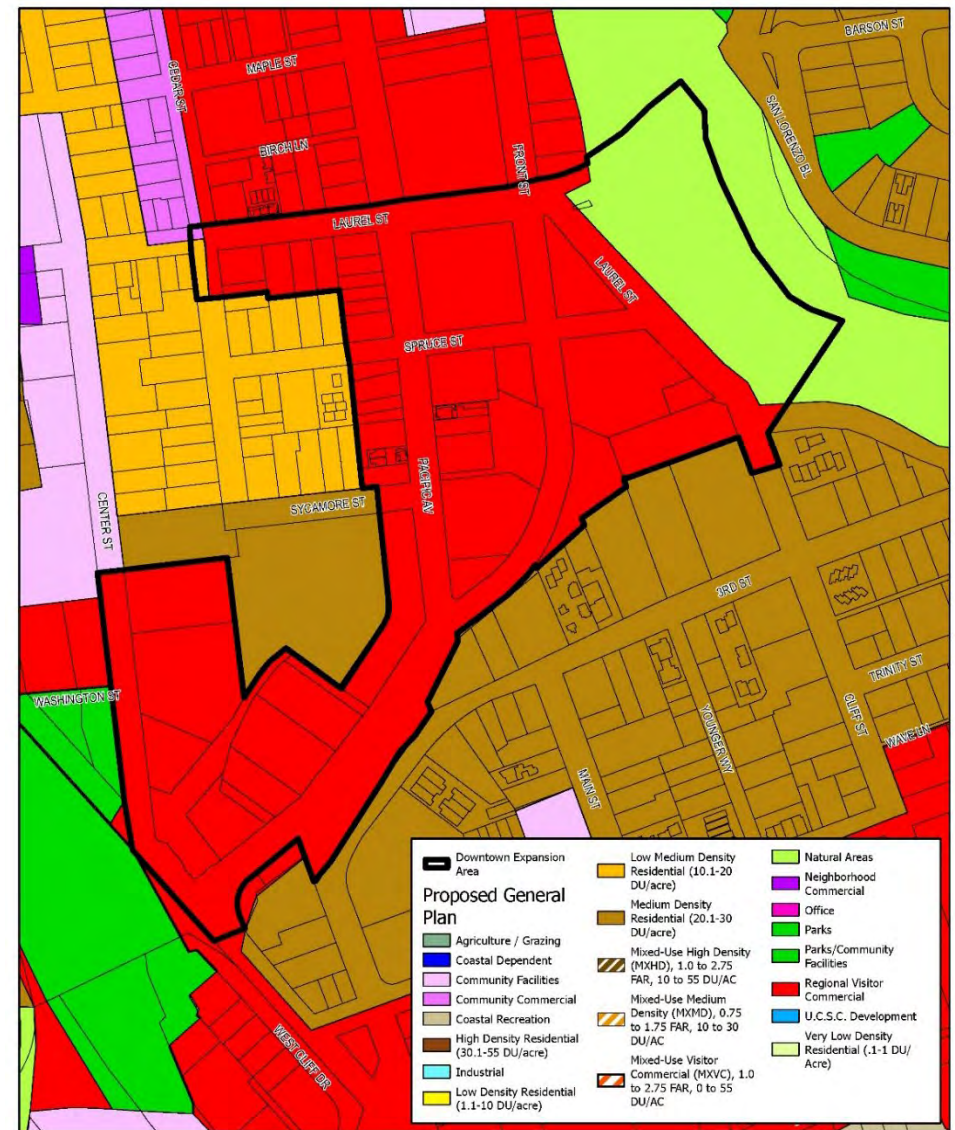 BARSON ST
MAPLE ST
CEDAR ST
SAN LORENZO BL
BIRCH LN
FRONT ST
LAUREL ST
LAUREL ST
SPRUCE ST
PACIFIC AV
SYCAMORE ST
CENTER ST
3RD ST
WASHINGTON ST
TRINITY ST
CLIFF ST
YOUNGER WY
WAVE LN
MAIN ST
WEST CLIFF DR
Downtown Expansion
Area
Proposed General
Plan
Agriculture / Grazing
Coastal Dependent
Community Facilities
Community Commercial
Coastal Recreation
High Density Residential
(30.1-55 DU/acre)
Industrial
Low Density Residential
(1.1-10 DU/acre)
Low Medium Density
Residential (10.1-20
DU/acre)
Medium Density
Residential (20.1-30
DU/acre)
Mixed-Use High Density
(MXHD), 1.0 to 2.75
FAR, 10 to 55 DU/AC
Mixed-Use Medium
Density (MXMD), 0.75
to 1.75 FAR, 10 to 30
DU/AC
Mixed-Use Visitor
Commercial (MXVC), 1.0
to 2.75 FAR, 0 to 55
DU/AC
Natural Areas
Neighborhood
Commercial
Office
Parks
Parks/Community
Facilities
Regional Visitor
Commercial
U.C.S.C. Development
Very Low Density
Residential (.1-1 DU/
Acre)